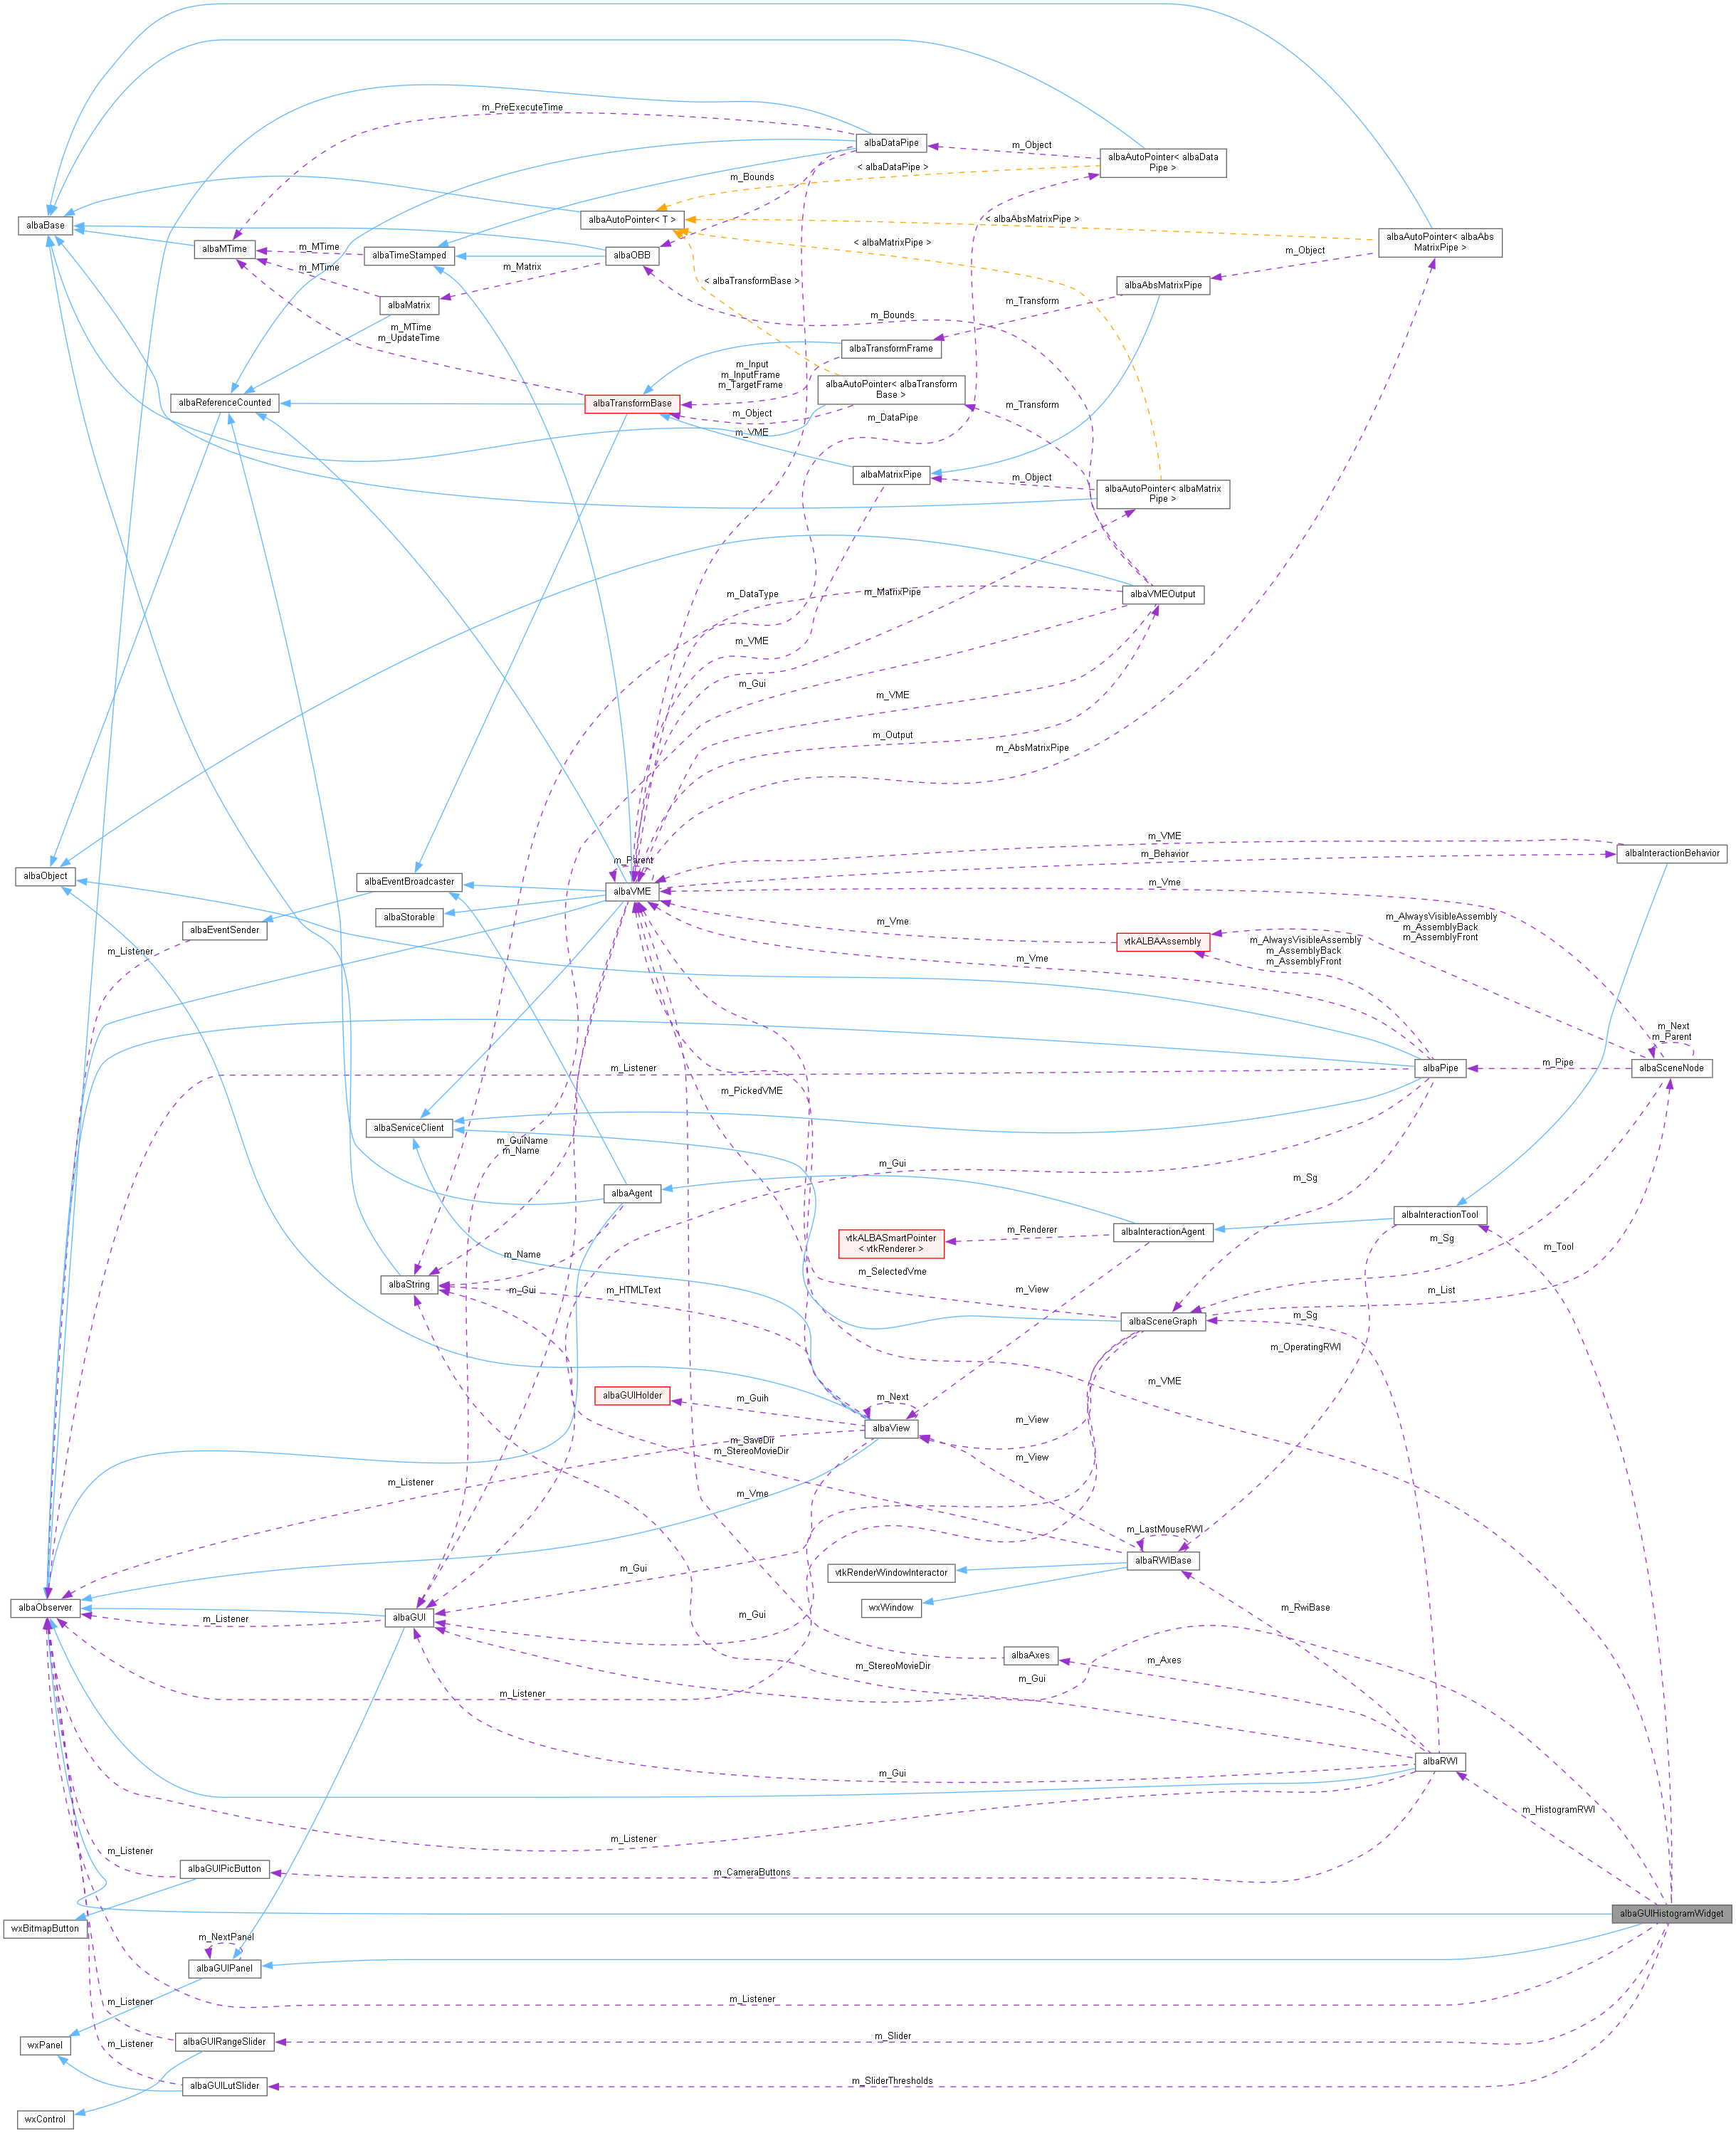 m_PreExecuteTime
albaDataPipe
m_Object
albaAutoPointer< albaData
Pipe >
< albaDataPipe >
m_Bounds
albaBase
albaAutoPointer< T >
< albaAbsMatrixPipe >
albaAutoPointer< albaAbs
MatrixPipe >
albaMTime
m_MTime
albaTimeStamped
albaOBB
< albaMatrixPipe >
m_Object
m_MTime
m_Matrix
< albaTransformBase >
albaAbsMatrixPipe
albaMatrix
m_Transform
m_Bounds
m_MTime
m_UpdateTime
albaTransformFrame
m_Input
m_InputFrame
m_TargetFrame
albaAutoPointer< albaTransform
Base >
albaReferenceCounted
albaTransformBase
m_Object
m_Transform
m_DataPipe
m_VME
albaMatrixPipe
m_Object
albaAutoPointer< albaMatrix
Pipe >
m_DataType
m_MatrixPipe
albaVMEOutput
m_VME
m_Gui
m_VME
m_Output
m_AbsMatrixPipe
m_VME
m_Behavior
albaInteractionBehavior
m_Parent
albaObject
albaEventBroadcaster
albaVME
m_Vme
albaStorable
albaEventSender
m_Vme
m_AlwaysVisibleAssembly
m_AssemblyBack
m_AssemblyFront
vtkALBAAssembly
m_Listener
m_Vme
m_AlwaysVisibleAssembly
m_AssemblyBack
m_AssemblyFront
m_Next
m_Parent
m_Listener
albaPipe
m_Pipe
albaSceneNode
m_PickedVME
albaServiceClient
m_GuiName
m_Name
m_Gui
m_Sg
albaAgent
albaInteractionTool
vtkALBASmartPointer
< vtkRenderer >
m_Renderer
albaInteractionAgent
m_Sg
m_Tool
m_Name
m_SelectedVme
albaString
m_Gui
m_HTMLText
m_View
m_List
albaSceneGraph
m_Sg
m_OperatingRWI
m_VME
albaGUIHolder
m_Guih
m_Next
albaView
m_View
m_SaveDir
m_StereoMovieDir
m_View
m_Listener
m_Vme
m_LastMouseRWI
albaRWIBase
m_Gui
vtkRenderWindowInteractor
wxWindow
albaObserver
m_Listener
albaGUI
m_Gui
m_RwiBase
albaAxes
m_StereoMovieDir
m_Axes
m_Gui
m_Listener
albaRWI
m_Gui
m_HistogramRWI
m_Listener
m_Listener
albaGUIPicButton
m_CameraButtons
albaGUIHistogramWidget
wxBitmapButton
m_NextPanel
albaGUIPanel
m_Listener
m_Listener
m_Slider
albaGUIRangeSlider
wxPanel
m_Listener
m_SliderThresholds
albaGUILutSlider
wxControl